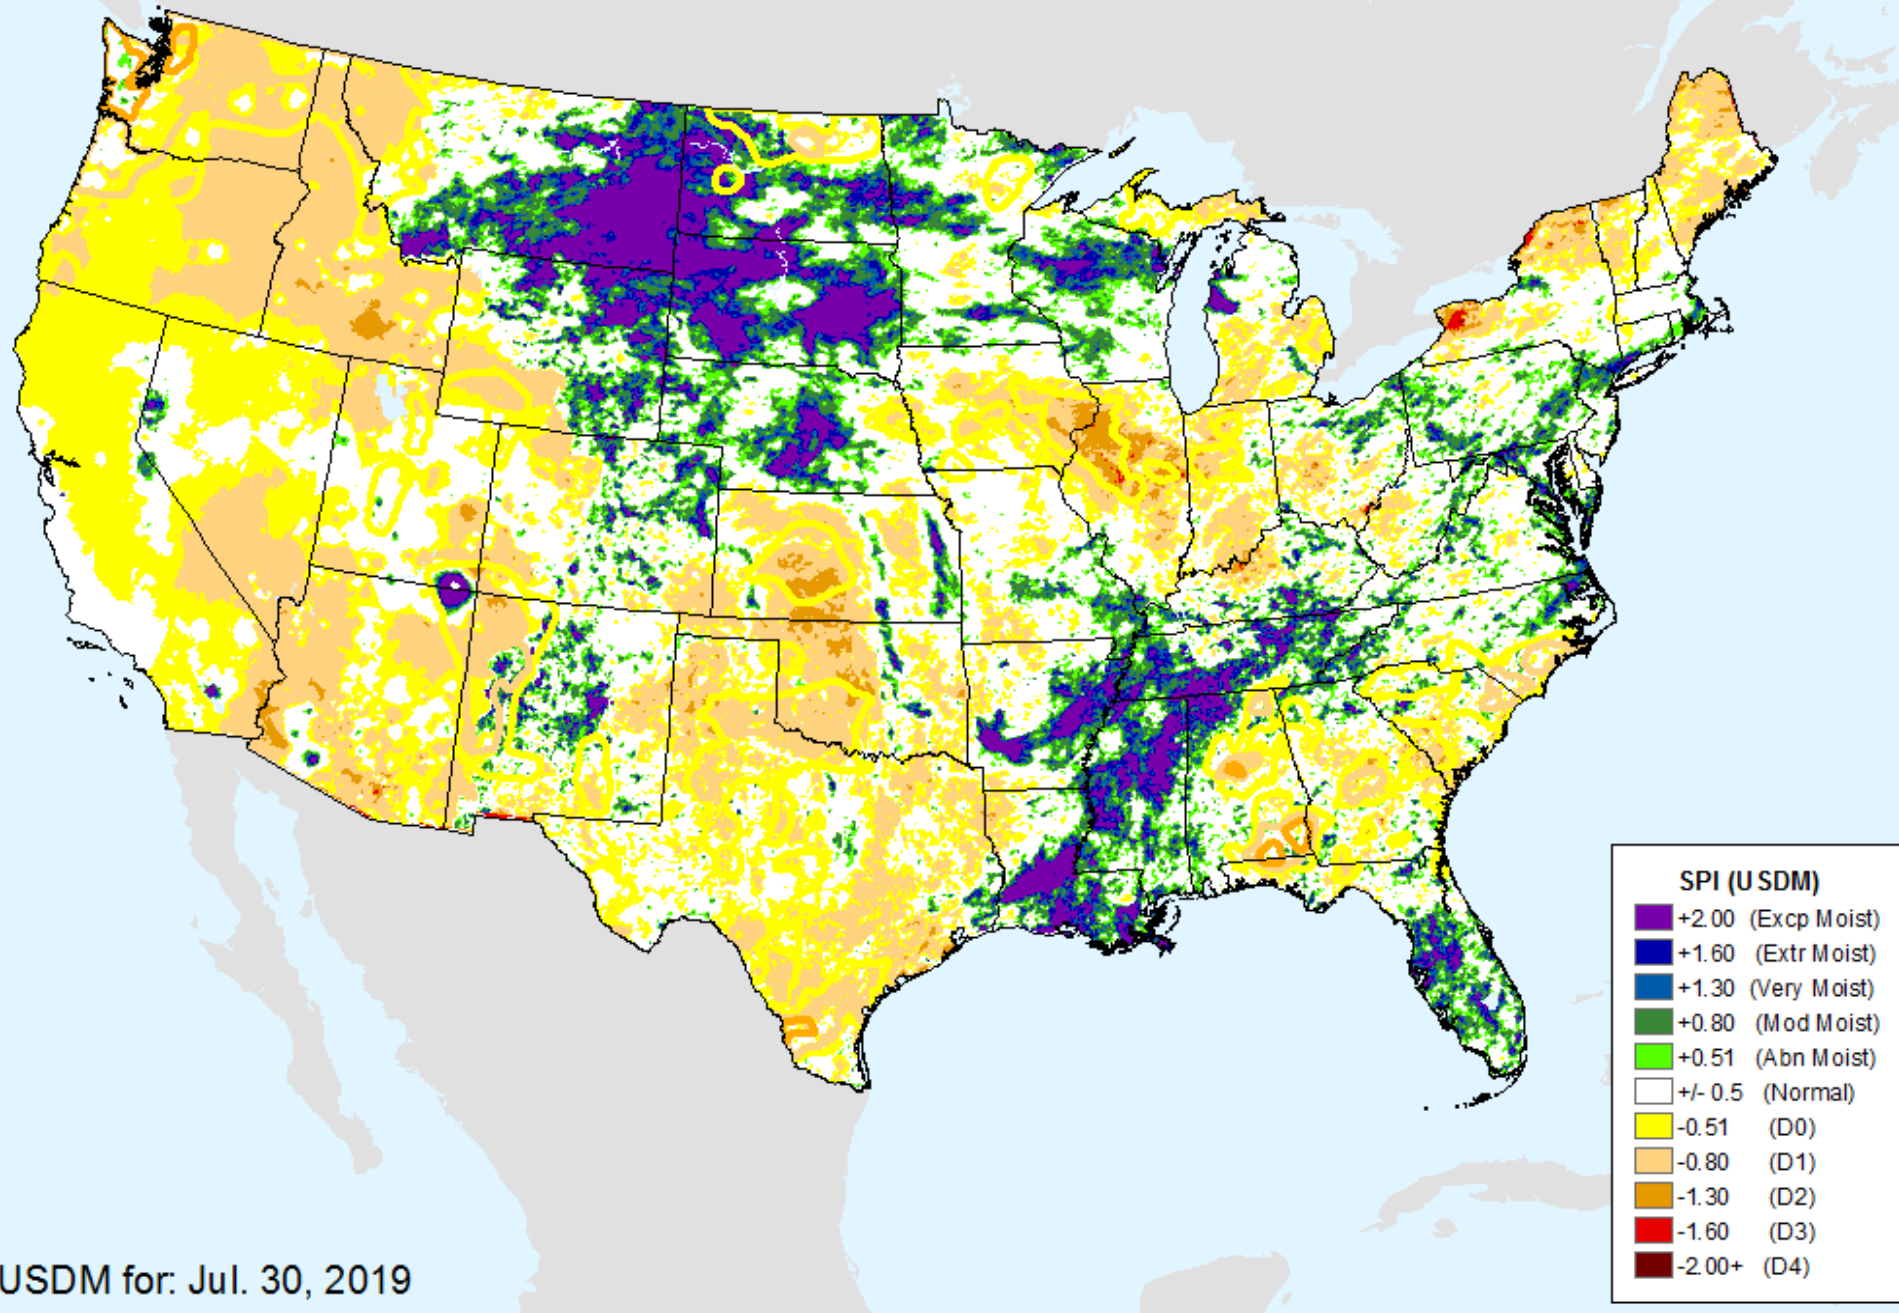 SPI (USDM)
+2.00 (Excp Moist)
+1.60 (Extr Moist)
+1.30 (Very Moist)
+0.80 (Mod Moist)
+0.51 (Abn Moist)
+/- 0.5 (Normal)
-0.51 (D0)
-0.80 (D1)
-1.30 (D2)
-1.60 (D3)
-2.00+ (D4)
USDM for: Jul. 30, 2019